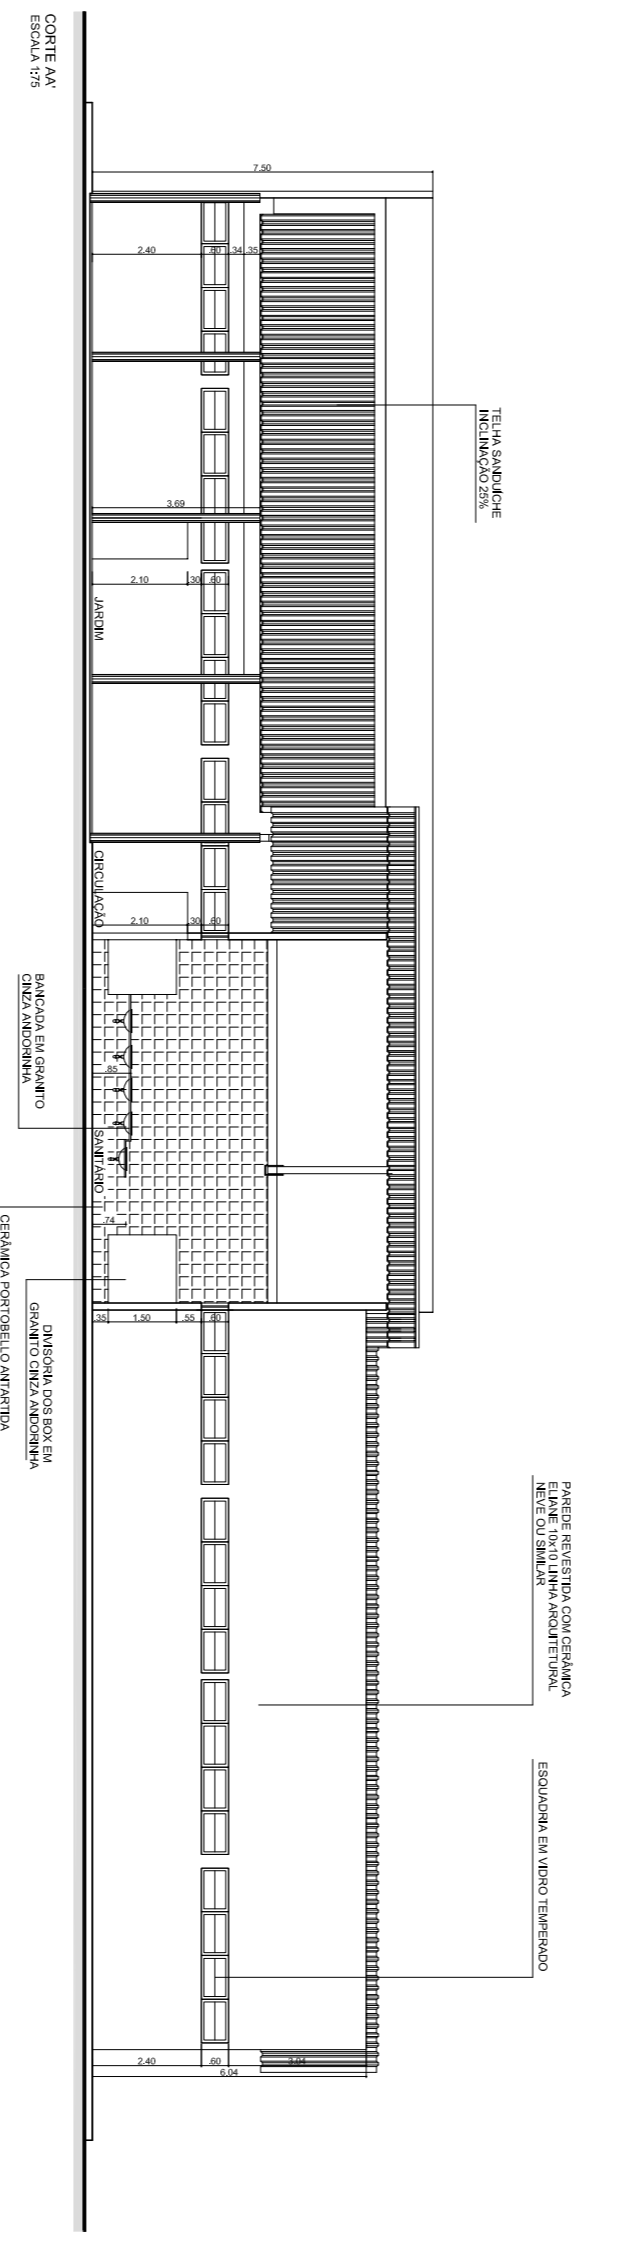 CORTE AA'
ESCALA 1:75
7.50
2.40
.60
.34
.35
TELHA SANDUÍCHE
INCLINAÇÃO 25%
3.69
2.10
.30
.60
JARDIM
CIRCULAÇÃO
2.10
.30
.60
BANCADA EM GRANITO
CINZA ANDORINHA
.85
SANITÁRIO
.74
CERÂMICA PORTOBELLO ANTARTIDA
DIVISÓRIA DOS BOX EM
GRANITO CINZA ANDORINHA
.35
1.50
.55
.60
PAREDE REVESTIDA COM CERÂMICA
ELIANE 10x10 LINHA ARQUITETURAL
NEVE OU SIMILAR
ESQUADRIA EM VIDRO TEMPERADO
2.40
.60
3.04
6.04